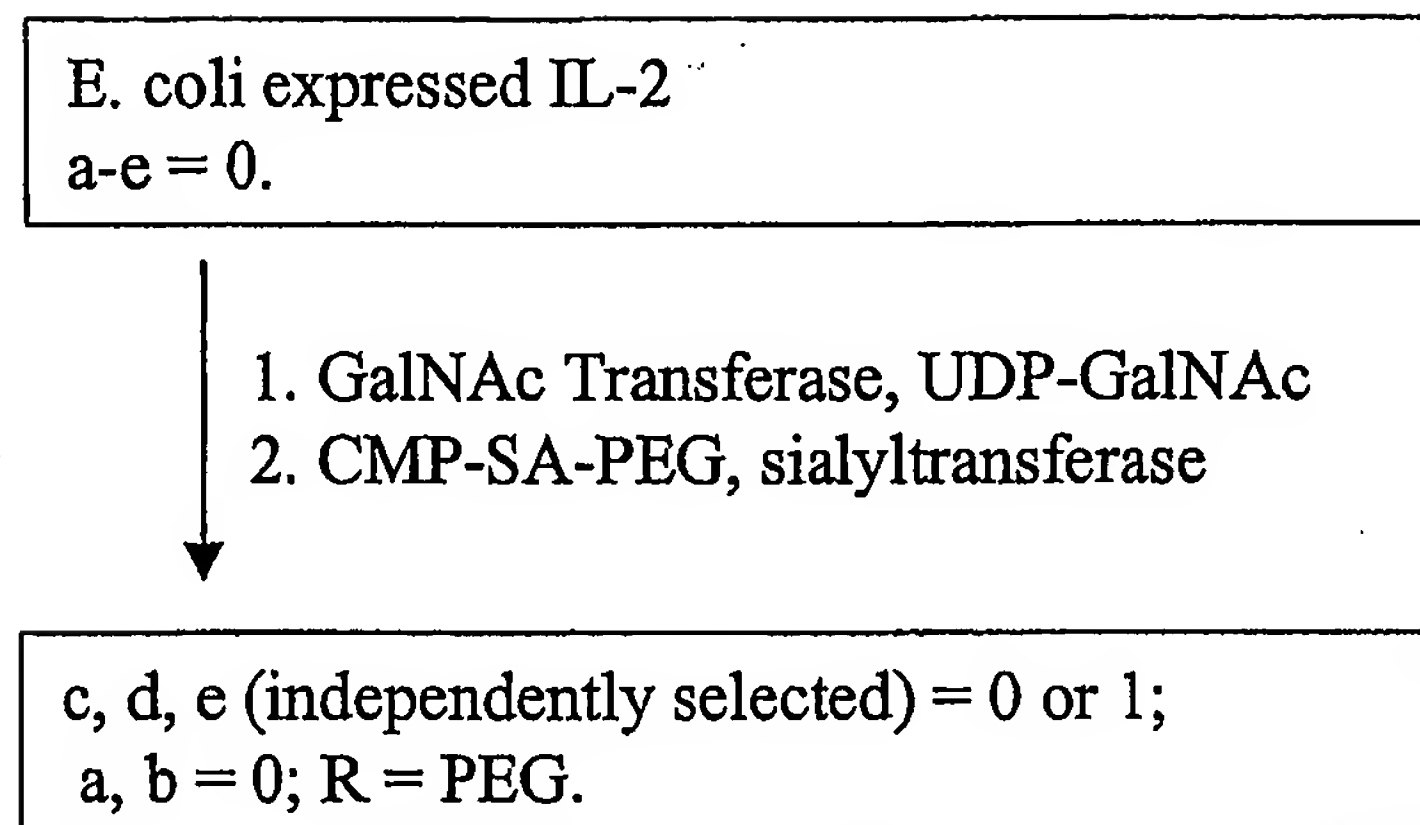 E. coli expressed IL-2
a-e = 0.
1. GalNAc Transferase, UDP-GalNAc
2. CMP-SA-PEG, sialyltransferase
c, d, e (independently selected) = 0 or 1;
a, b = 0; R = PEG.